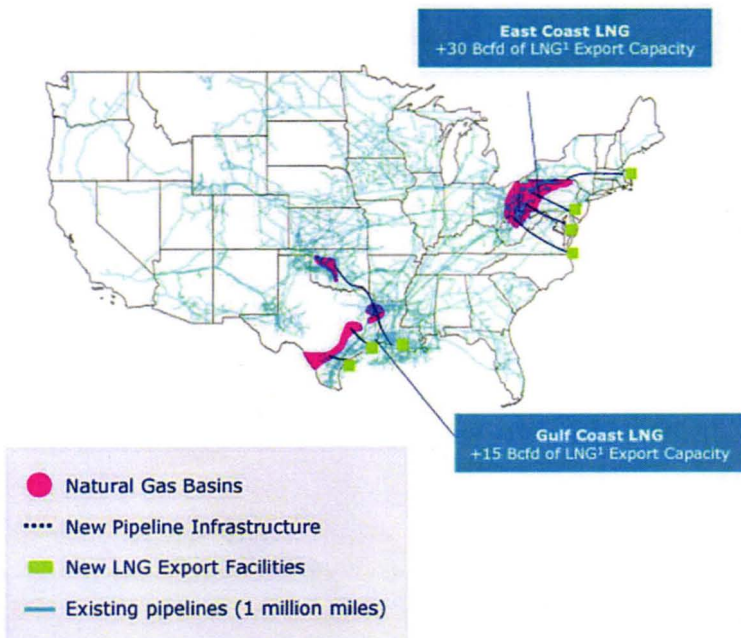 East Coast LNG
+30 Bcfd of LNG¹ Export Capacity
Gulf Coast LNG
+15 Bcfd of LNG¹ Export Capacity
Natural Gas Basins
New Pipeline Infrastructure
New LNG Export Facilities
Existing pipelines (1 million miles)